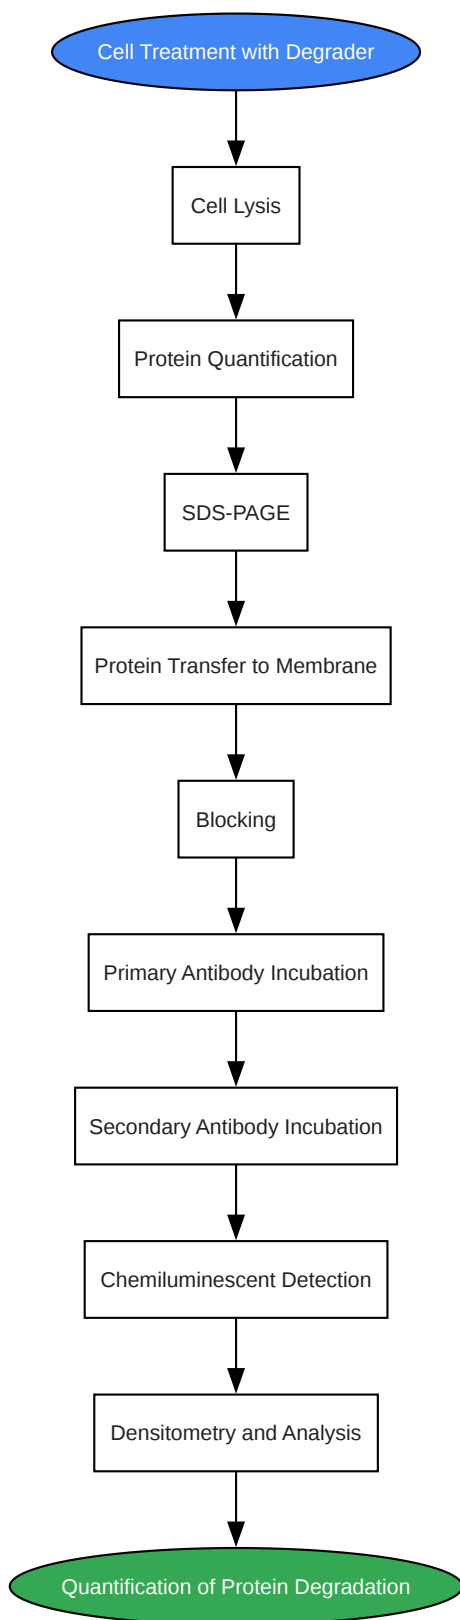 Cell Treatment with Degrader
Cell Lysis
Protein Quantification
SDS-PAGE
Protein Transfer to Membrane
Blocking
Primary Antibody Incubation
Secondary Antibody Incubation
Chemiluminescent Detection
Densitometry and Analysis
Quantification of Protein Degradation